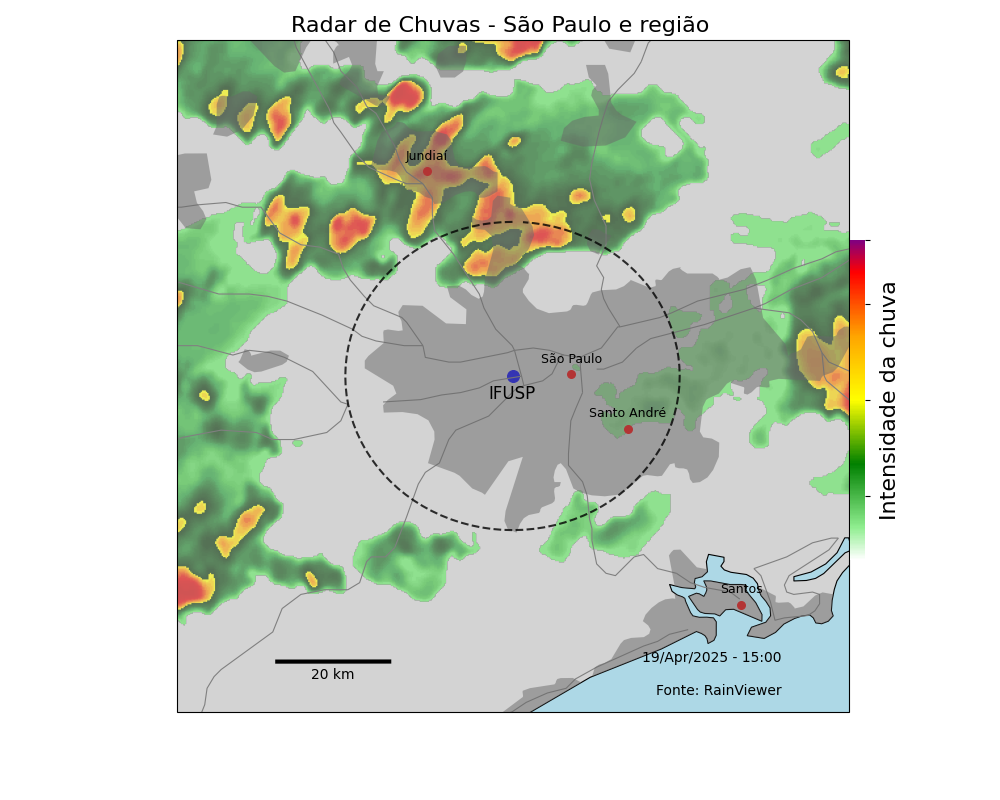 Radar de Chuvas - São Paulo e região
Jundiaí
São Paulo
IFUSP
Santo André
Intensidade da chuva
Santos
19/Apr/2025 - 15:00
20 km
Fonte: RainViewer